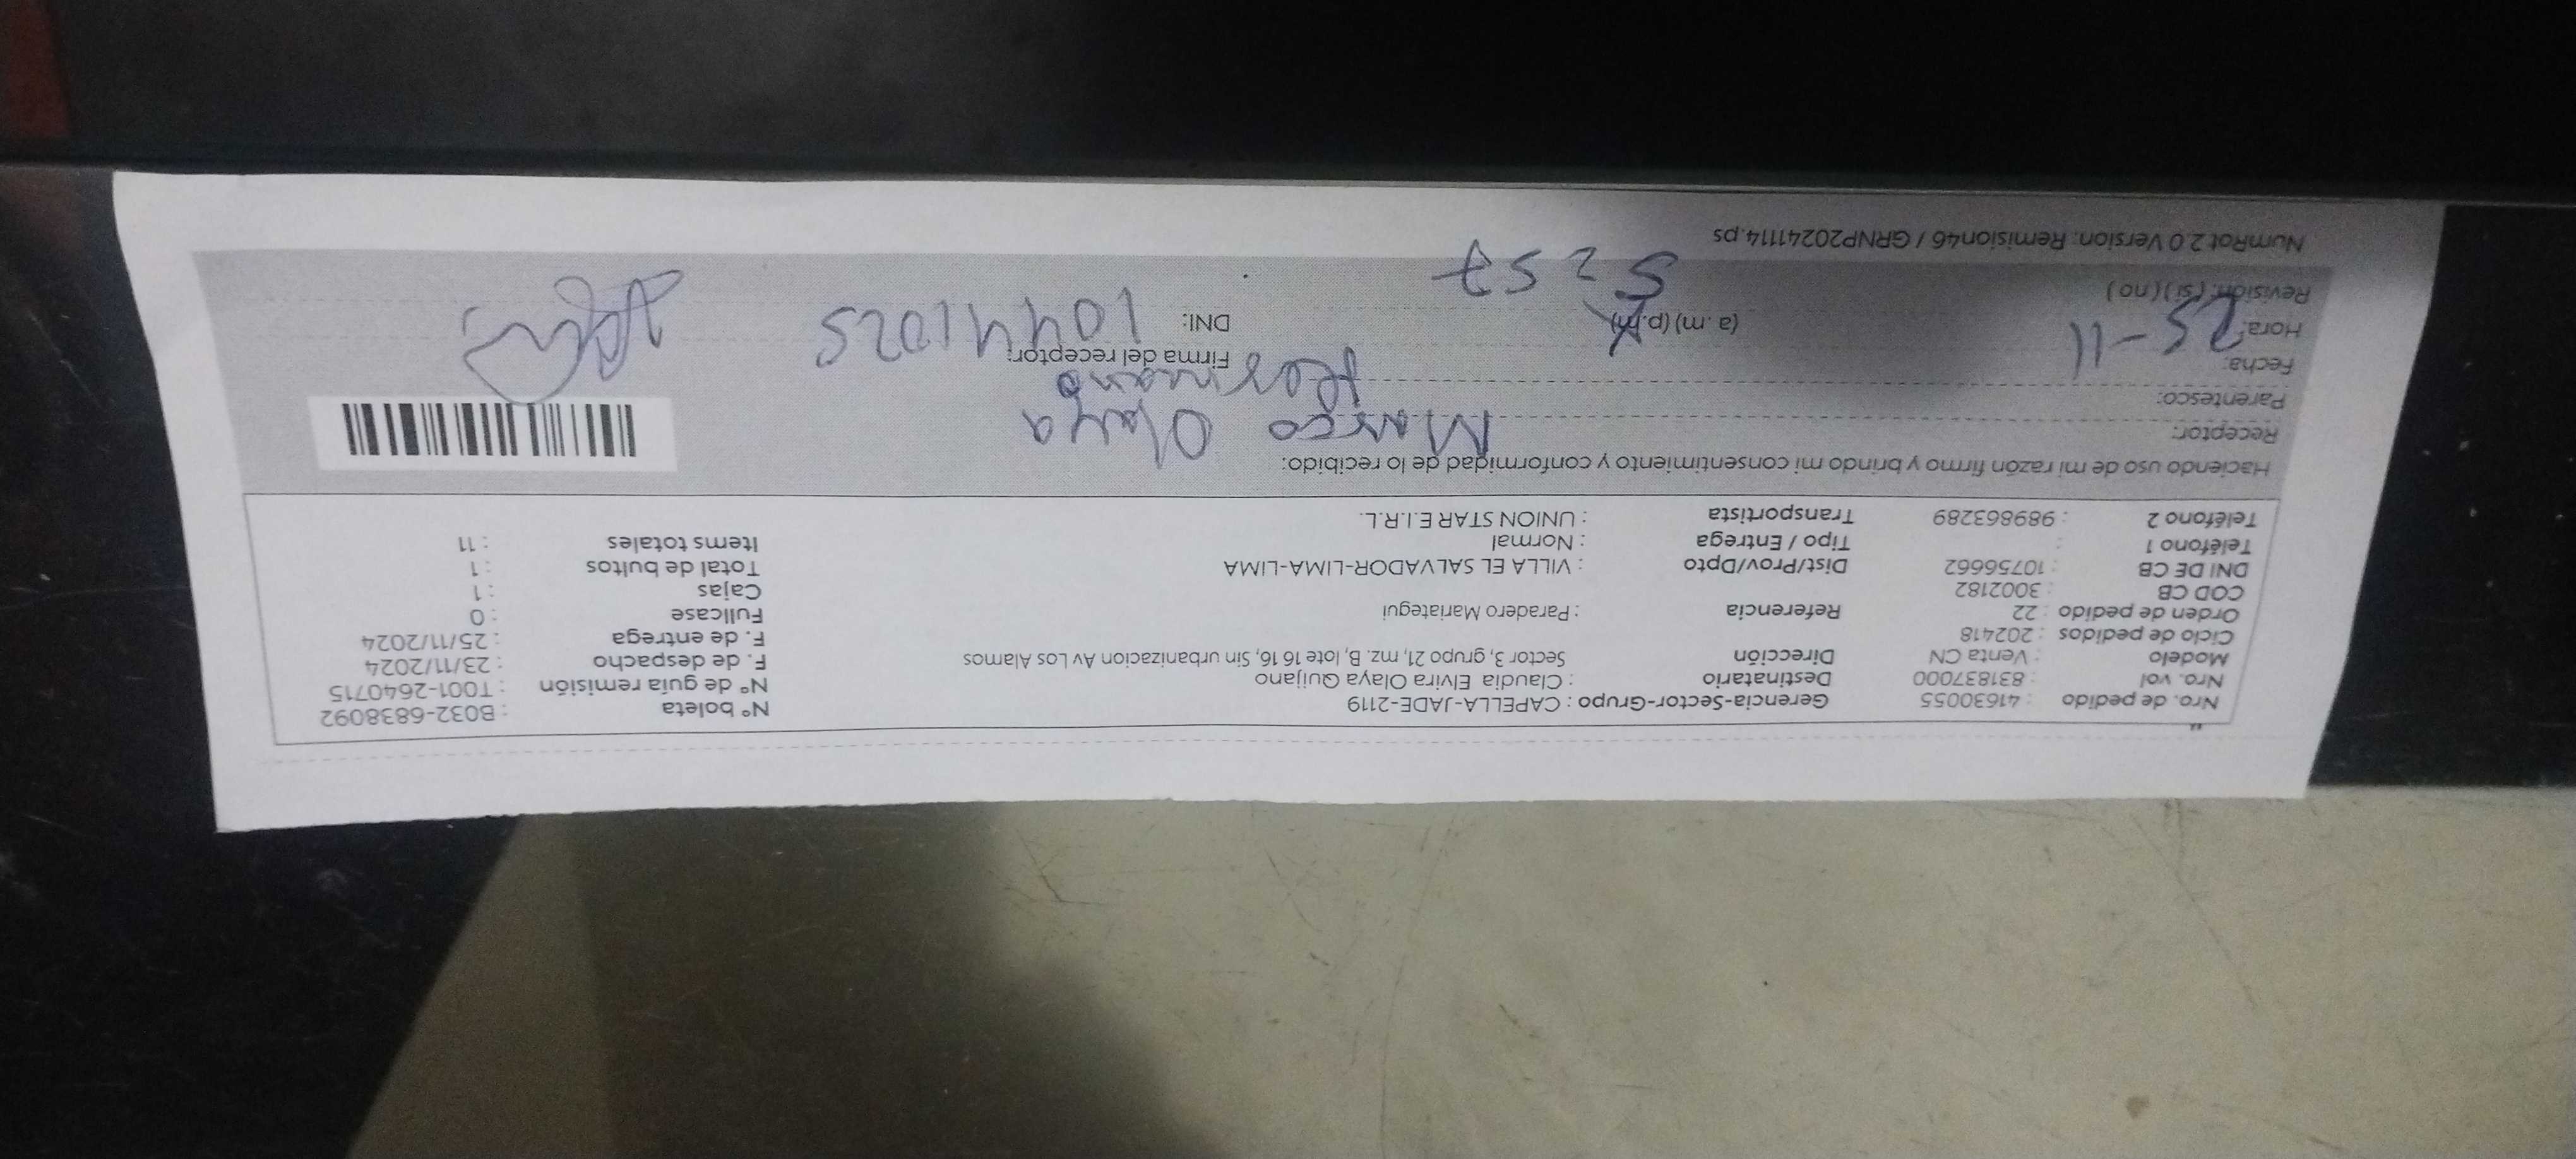 Nro. de pedido : 41630055 Gerencia-Sector-Grupo : CAPELLA-JADE-2119 N° boleta : B032-6838092
Nro. vol : 831837000 Destinatario : Claudia Elvira Olaya Quijano N° de guía remisión : T001-2640715
Modelo : Venta CN Dirección Sector 3, grupo 21, mz. B, lote 16 16, Sin urbanizacion Av Los Alamos F. de despacho : 23/11/2024
Ciclo de pedidos : 202418 F. de entrega : 25/11/2024
Orden de pedido : 22 Referencia : Paradero Mariategui Fullcase : 0
COD CB : 3002182 Cajas : 1
DNI DE CB : 10756662 Dist/Prov/Dpto : VILLA EL SALVADOR-LIMA-LIMA Total de bultos : 1
Teléfono 1 : Tipo / Entrega : Normal Items totales : 11
Teléfono 2 : 989863289 Transportista : UNION STAR E.I.R.L.
Haciendo uso de mi razón firmo y brindo mi consentimiento y conformidad de lo recibido:
Receptor: Marco Olaya
Parentesco: Hermano
Fecha: 25-11 Firma del receptor:
Hora: (a. m) (p. m) DNI: 10441025
Revisión: (si) (no) 5:57
NumRot 2.0 Version: Remision46 / GRNP20241114.ps